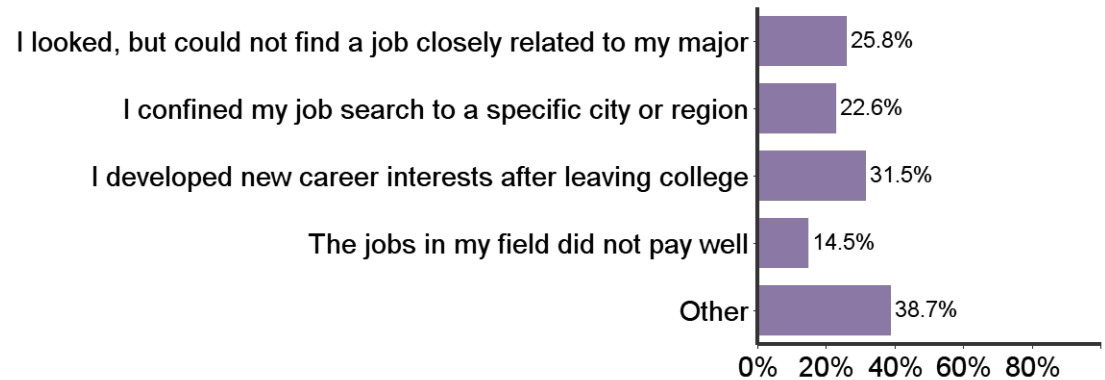 I looked, but could not find a job closely related to my major 25.8%
I confined my job search to a specific city or region 22.6%
I developed new career interests after leaving college 31.5%
The jobs in my field did not pay well 14.5%
Other 38.7%
0% 20% 40% 60% 80%